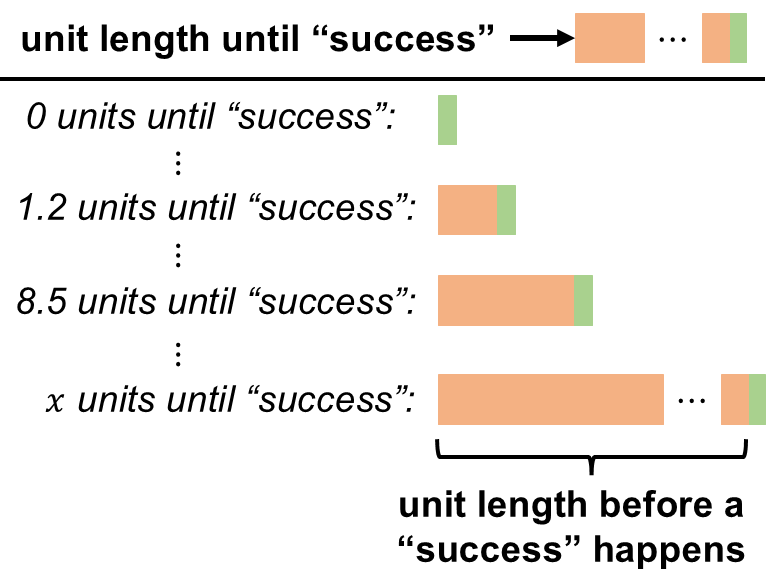 unit length until “success” ⋯
0 units until “success”:
⋮
1.2 units until “success”:
⋮
8.5 units until “success”:
⋮
𝑥 units until “success”: ⋯
unit length before a
“success” happens